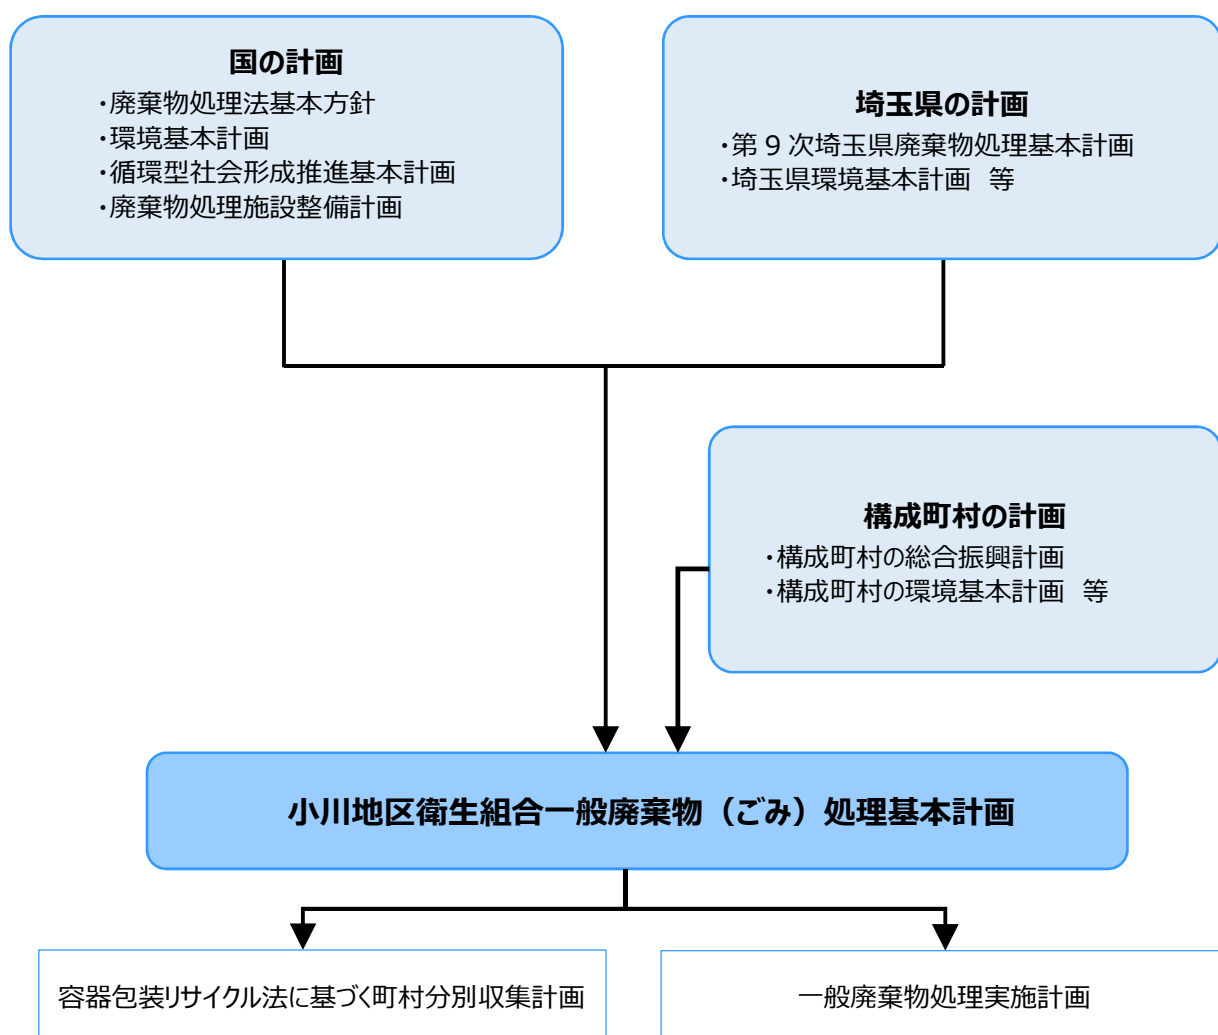 国の計画
・廃棄物処理法基本方針
・環境基本計画
・循環型社会形成推進基本計画
・廃棄物処理施設整備計画
埼玉県の計画
・第9次埼玉県廃棄物処理基本計画
・埼玉県環境基本計画　等
構成町村の計画
・構成町村の総合振興計画
・構成町村の環境基本計画　等
小川地区衛生組合一般廃棄物（ごみ）処理基本計画
容器包装リサイクル法に基づく町村分別収集計画
一般廃棄物処理実施計画